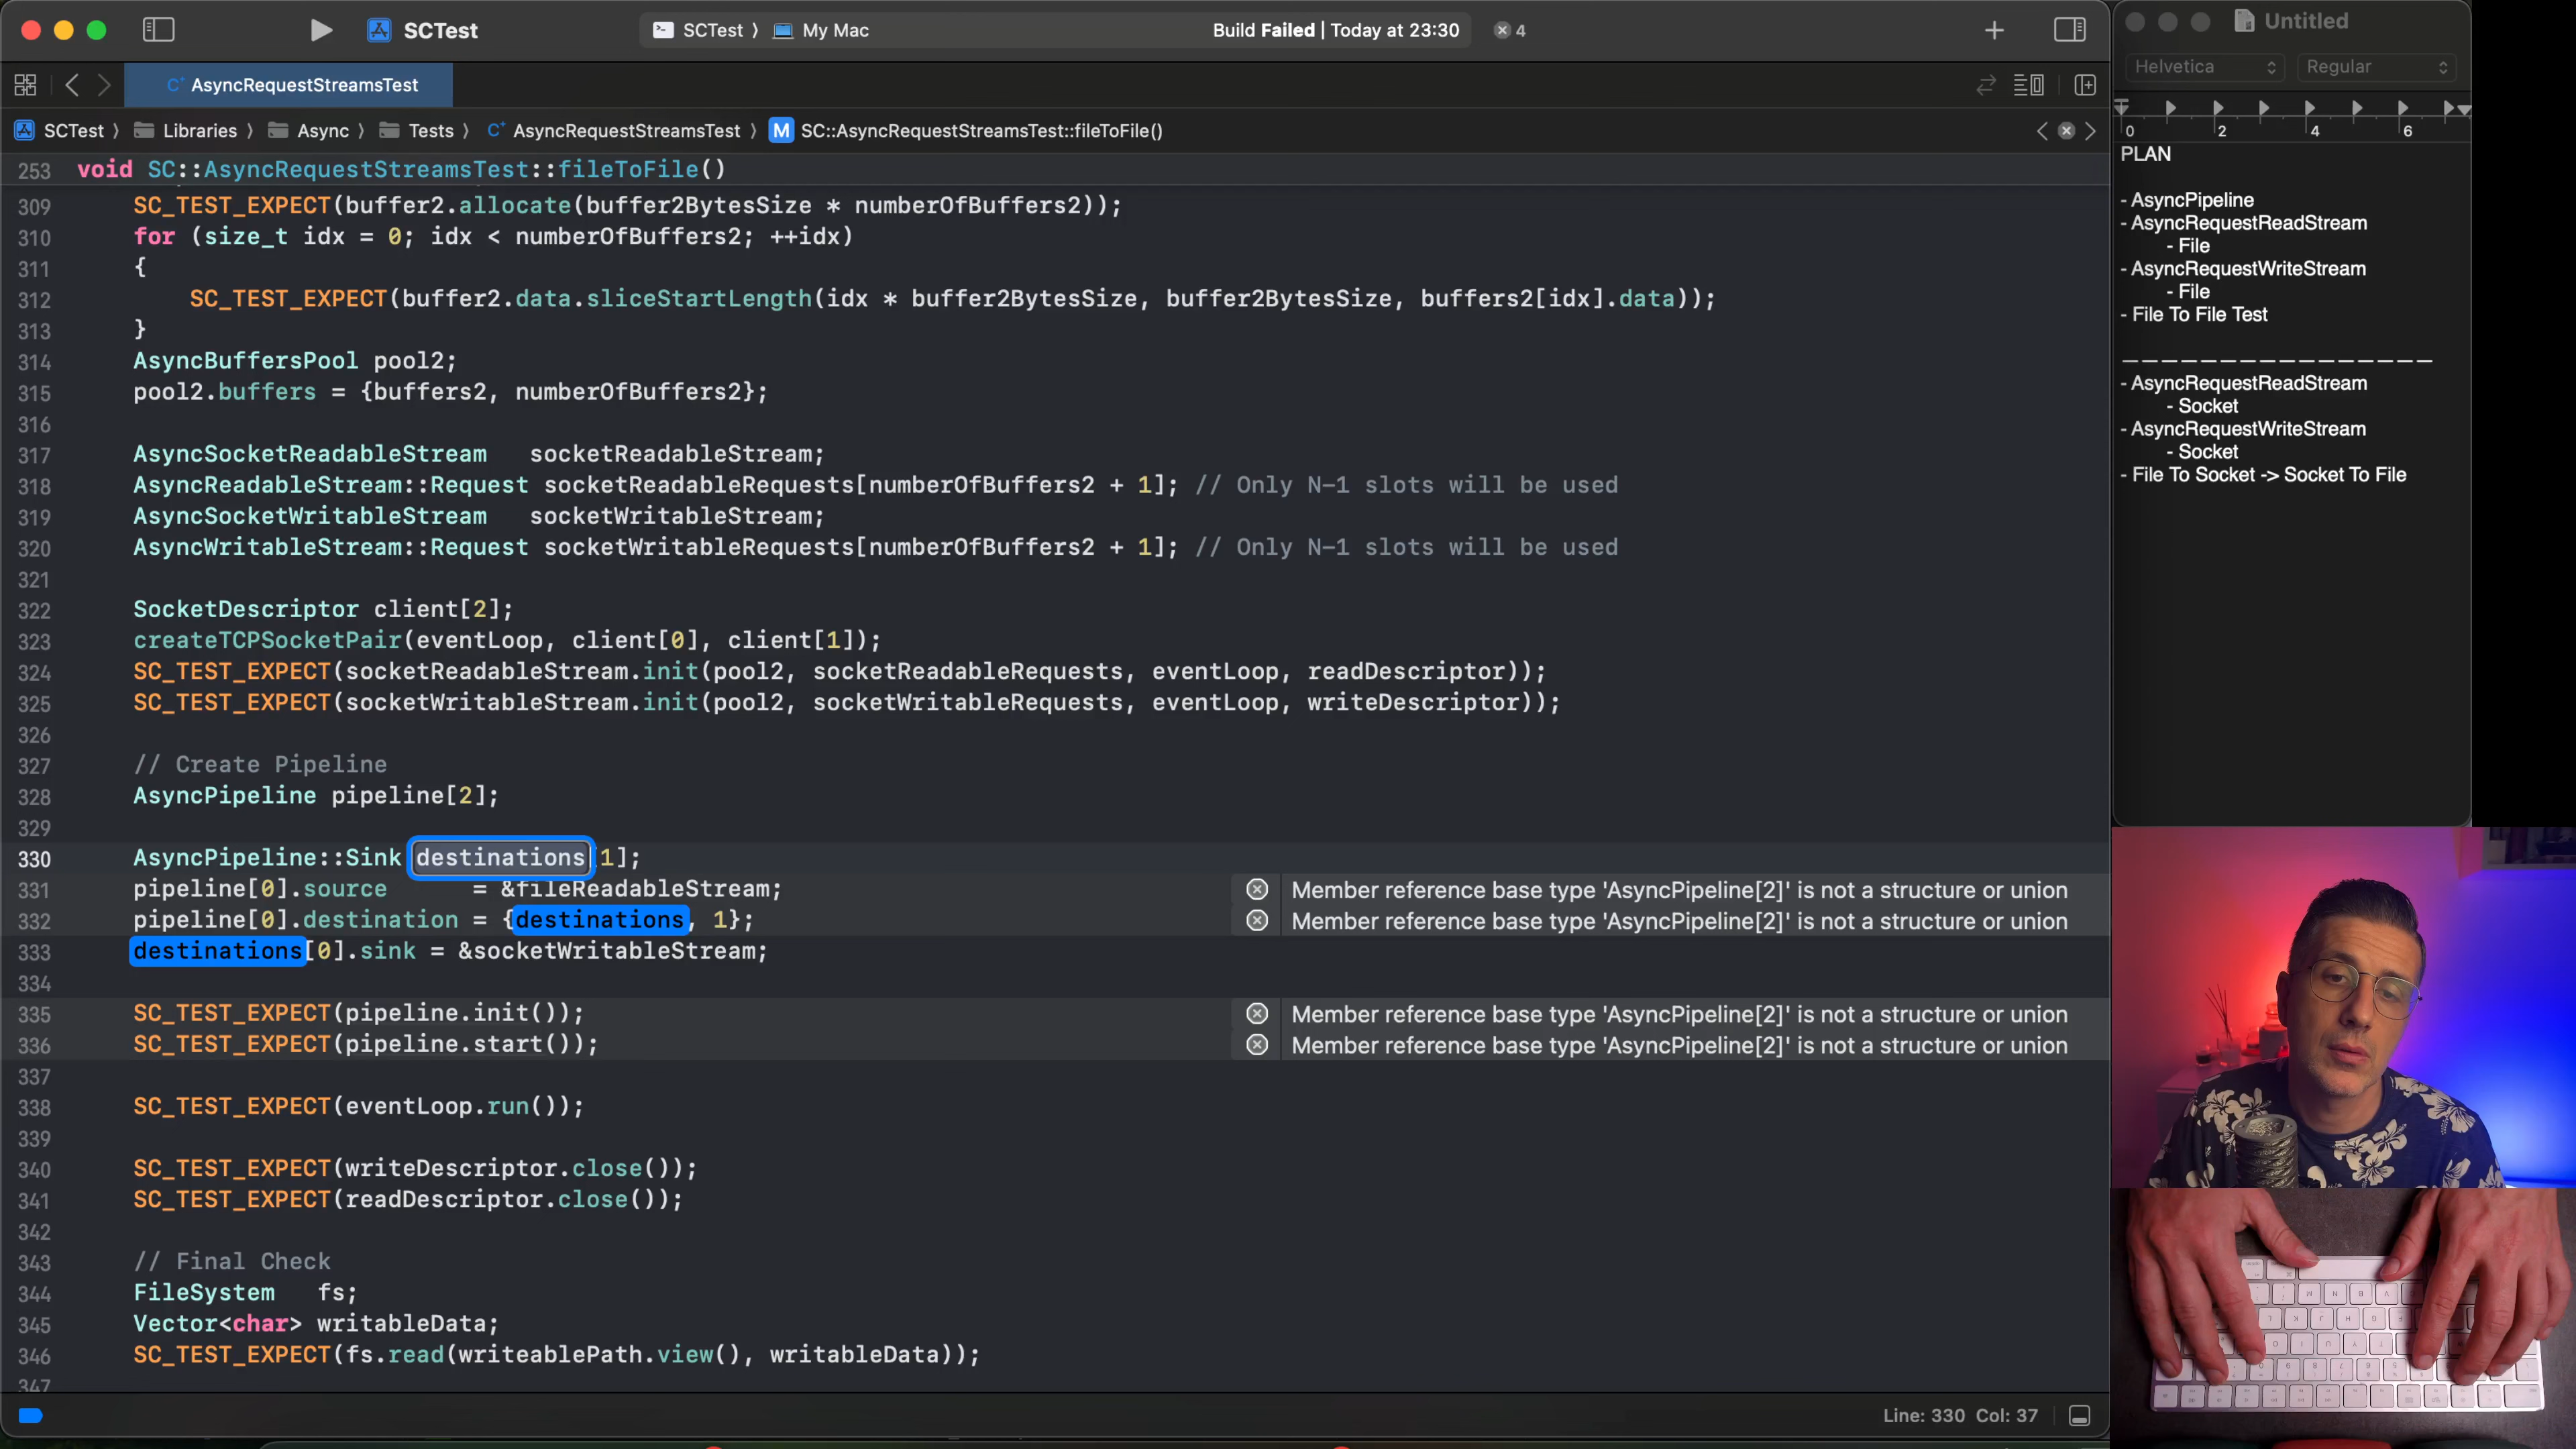 SCTest
SCTest ⟩ My Mac
Build Failed | Today at 23:30
4
AsyncRequestStreamsTest
SCTest ⟩ Libraries ⟩ Async ⟩ Tests ⟩ AsyncRequestStreamsTest ⟩ M SC::AsyncRequestStreamsTest::fileToFile()
253 void SC::AsyncRequestStreamsTest::fileToFile()
309 SC_TEST_EXPECT(buffer2.allocate(buffer2BytesSize * numberOfBuffers2));
310 for (size_t idx = 0; idx < numberOfBuffers2; ++idx)
311 {
312 SC_TEST_EXPECT(buffer2.data.sliceStartLength(idx * buffer2BytesSize, buffer2BytesSize, buffers2[idx].data));
313 }
314 AsyncBuffersPool pool2;
315 pool2.buffers = {buffers2, numberOfBuffers2};
316
317 AsyncSocketReadableStream socketReadableStream;
318 AsyncReadableStream::Request socketReadableRequests[numberOfBuffers2 + 1]; // Only N-1 slots will be used
319 AsyncSocketWritableStream socketWritableStream;
320 AsyncWritableStream::Request socketWritableRequests[numberOfBuffers2 + 1]; // Only N-1 slots will be used
321
322 SocketDescriptor client[2];
323 createTCPSocketPair(eventLoop, client[0], client[1]);
324 SC_TEST_EXPECT(socketReadableStream.init(pool2, socketReadableRequests, eventLoop, readDescriptor));
325 SC_TEST_EXPECT(socketWritableStream.init(pool2, socketWritableRequests, eventLoop, writeDescriptor));
326
327 // Create Pipeline
328 AsyncPipeline pipeline[2];
329
330 AsyncPipeline::Sink destinations[1];
331 pipeline[0].source = &fileReadableStream; Member reference base type 'AsyncPipeline[2]' is not a structure or union
332 pipeline[0].destination = {destinations, 1}; Member reference base type 'AsyncPipeline[2]' is not a structure or union
333 destinations[0].sink = &socketWritableStream;
334
335 SC_TEST_EXPECT(pipeline.init()); Member reference base type 'AsyncPipeline[2]' is not a structure or union
336 SC_TEST_EXPECT(pipeline.start()); Member reference base type 'AsyncPipeline[2]' is not a structure or union
337
338 SC_TEST_EXPECT(eventLoop.run());
339
340 SC_TEST_EXPECT(writeDescriptor.close());
341 SC_TEST_EXPECT(readDescriptor.close());
342
343 // Final Check
344 FileSystem fs;
345 Vector<char> writableData;
346 SC_TEST_EXPECT(fs.read(writeablePath.view(), writableData));
347
Line: 330 Col: 37
Untitled
Helvetica Regular
0 2 4 6
PLAN
- AsyncPipeline
- AsyncRequestReadStream
- File
- AsyncRequestWriteStream
- File
- File To File Test
— — — — — — — — — — — — — — — —
- AsyncRequestReadStream
- Socket
- AsyncRequestWriteStream
- Socket
- File To Socket -> Socket To File